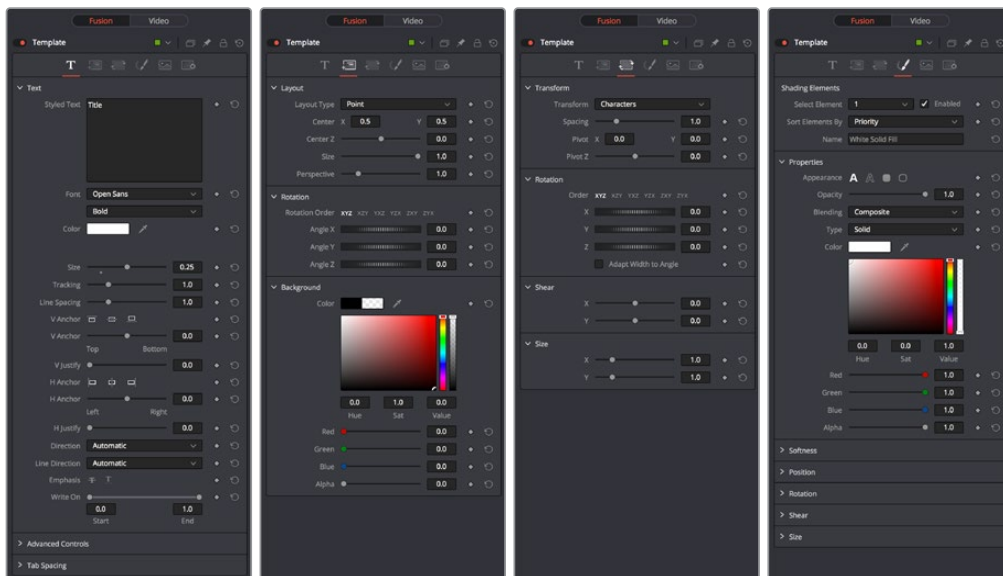 Fusion Video
Template
Text
Styled Text Title
Font Open Sans
Bold
Color
Size 0.25
Tracking 1.0
Line Spacing 1.0
V Anchor
V Anchor 0.0
Top Bottom
V Justify 0.0
H Anchor
H Anchor 0.0
Left Right
H Justify 0.0
Direction Automatic
Line Direction Automatic
Emphasis
Write On
0.0 1.0
Start End
Advanced Controls
Tab Spacing
Fusion Video
Template
Layout
Layout Type Point
Center X 0.5 Y 0.5
Center Z 0.0
Size 1.0
Perspective 1.0
Rotation
Rotation Order XYZ XZY YXZ YZX ZXY ZYX
Angle X 0.0
Angle Y 0.0
Angle Z 0.0
Background
Color
0.0 1.0 0.0
Hue Sat Value
Red 0.0
Green 0.0
Blue 0.0
Alpha 0.0
Fusion Video
Template
Transform
Transform Characters
Spacing 1.0
Pivot X 0.0 Y 0.0
Pivot Z 0.0
Rotation
Order XYZ XZY YXZ YZX ZXY ZYX
X 0.0
Y 0.0
Z 0.0
Adapt Width to Angle
Shear
X 0.0
Y 0.0
Size
X 1.0
Y 1.0
Fusion Video
Template
Shading Elements
Select Element 1 Enabled
Sort Elements By Priority
Name White Solid Fill
Properties
Appearance
Opacity 1.0
Blending Composite
Type Solid
Color
0.0 0.0 1.0
Hue Sat Value
Red 1.0
Green 1.0
Blue 1.0
Alpha 1.0
Softness
Position
Rotation
Shear
Size